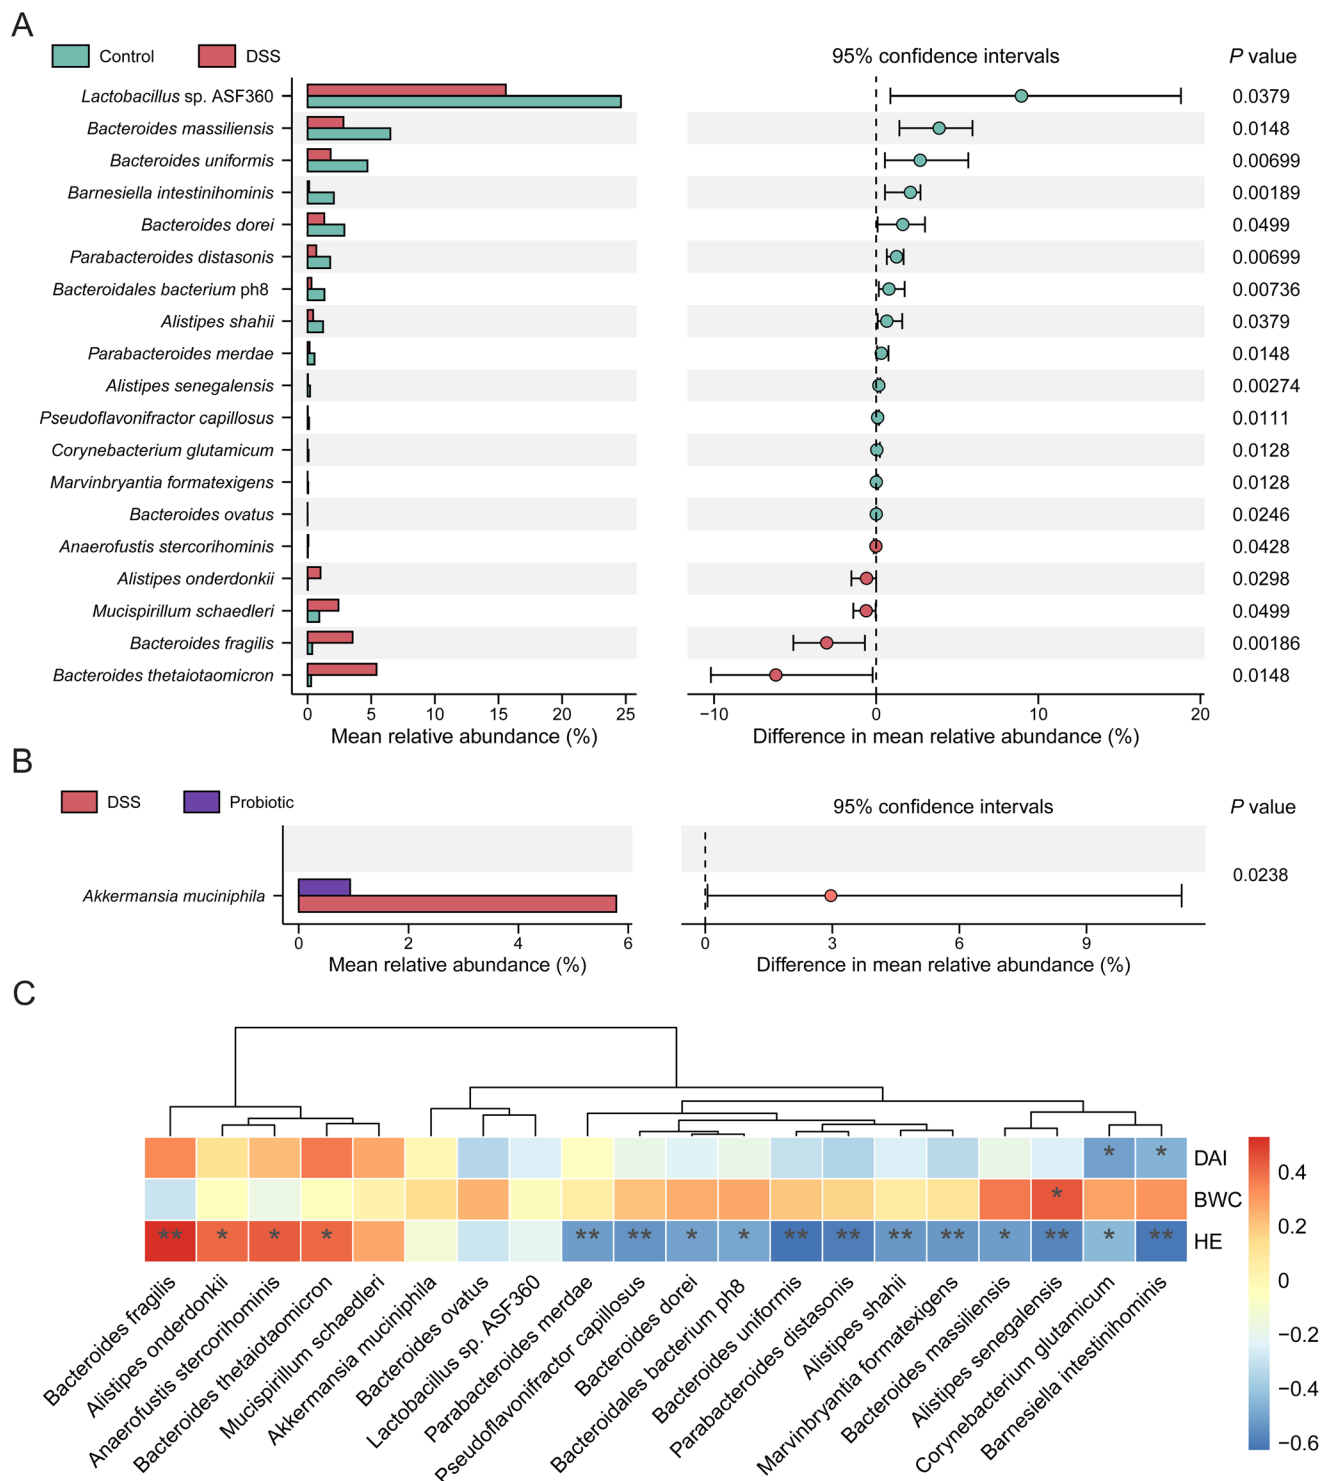 A
Control DSS 95% confidence intervals P value
Lactobacillus sp. ASF360 0.0379
Bacteroides massiliensis 0.0148
Bacteroides uniformis 0.00699
Barnesiella intestinihominis 0.00189
Bacteroides dorei 0.0499
Parabacteroides distasonis 0.00699
Bacteroidales bacterium ph8 0.00736
Alistipes shahii 0.0379
Parabacteroides merdae 0.0148
Alistipes senegalensis 0.00274
Pseudoflavonifractor capillosus 0.0111
Corynebacterium glutamicum 0.0128
Marvinbryantia formatexigens 0.0128
Bacteroides ovatus 0.0246
Anaerofustis stercorihominis 0.0428
Alistipes onderdonkii 0.0298
Mucispirillum schaedleri 0.0499
Bacteroides fragilis 0.00186
Bacteroides thetaiotaomicron 0.0148
0 5 10 15 20 25 −10 0 10 20
Mean relative abundance (%) Difference in mean relative abundance (%)
B
DSS Probiotic 95% confidence intervals P value
0.0238
Akkermansia muciniphila
0 2 4 6 0 3 6 9
Mean relative abundance (%) Difference in mean relative abundance (%)
C
* * DAI
* BWC
** * * * ** ** * * ** ** ** ** * ** * ** HE
0.4
0.2
0
−0.2
−0.4
−0.6
Bacteroides fragilis
Alistipes onderdonkii
Anaerofustis stercorihominis
Bacteroides thetaiotaomicron
Mucispirillum schaedleri
Akkermansia muciniphila
Bacteroides ovatus
Lactobacillus sp. ASF360
Parabacteroides merdae
Pseudoflavonifractor capillosus
Bacteroides dorei
Bacteroidales bacterium ph8
Bacteroides uniformis
Parabacteroides distasonis
Alistipes shahii
Marvinbryantia formatexigens
Bacteroides massiliensis
Alistipes senegalensis
Corynebacterium glutamicum
Barnesiella intestinihominis